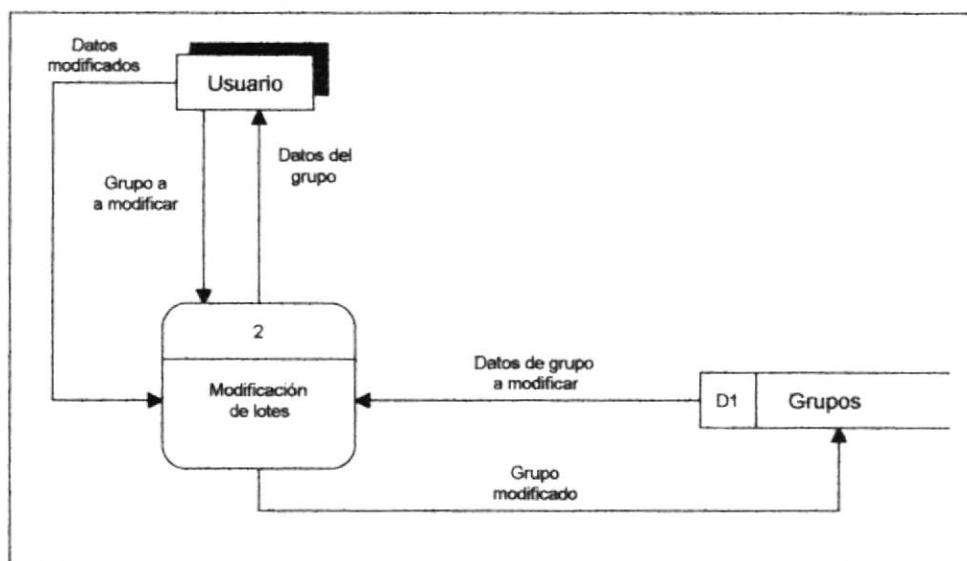 Datos
modificados
Usuario
Datos del
grupo
Grupo a
a modificar
2
Modificación
de lotes
Datos de grupo
a modificar
D1
Grupos
Grupo
modificado